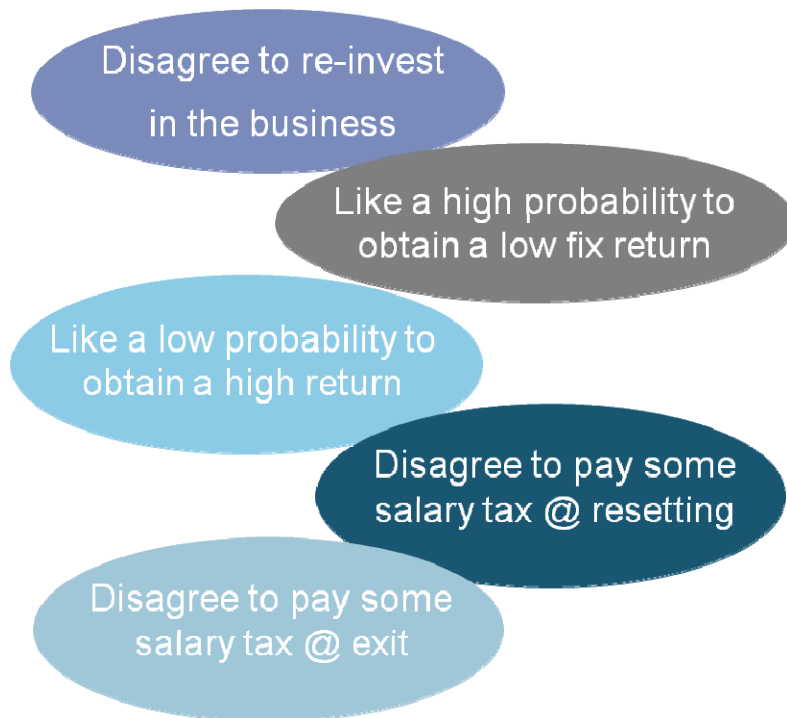 Disagree to re-invest
in the business
Like a high probability to
obtain a low fix return
Like a low probability to
obtain a high return
Disagree to pay some
salary tax @ resetting
Disagree to pay some
salary tax @ exit